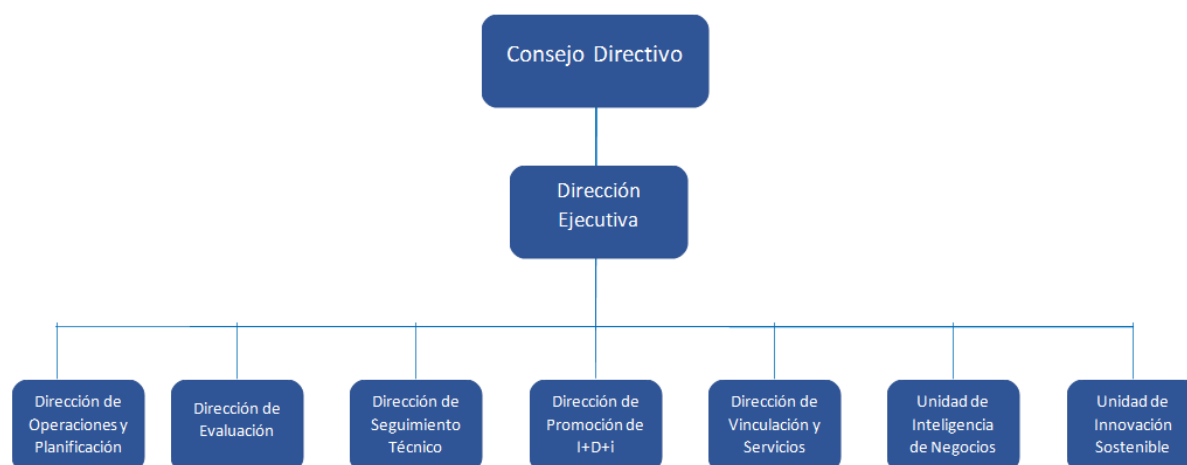 Consejo Directivo
Dirección
Ejecutiva
Dirección de
Operaciones y
Planificación
Dirección de
Evaluación
Dirección de
Seguimiento
Técnico
Dirección de
Promoción de
I+D+i
Dirección de
Vinculación y
Servicios
Unidad de
Inteligencia
de Negocios
Unidad de
Innovación
Sostenible